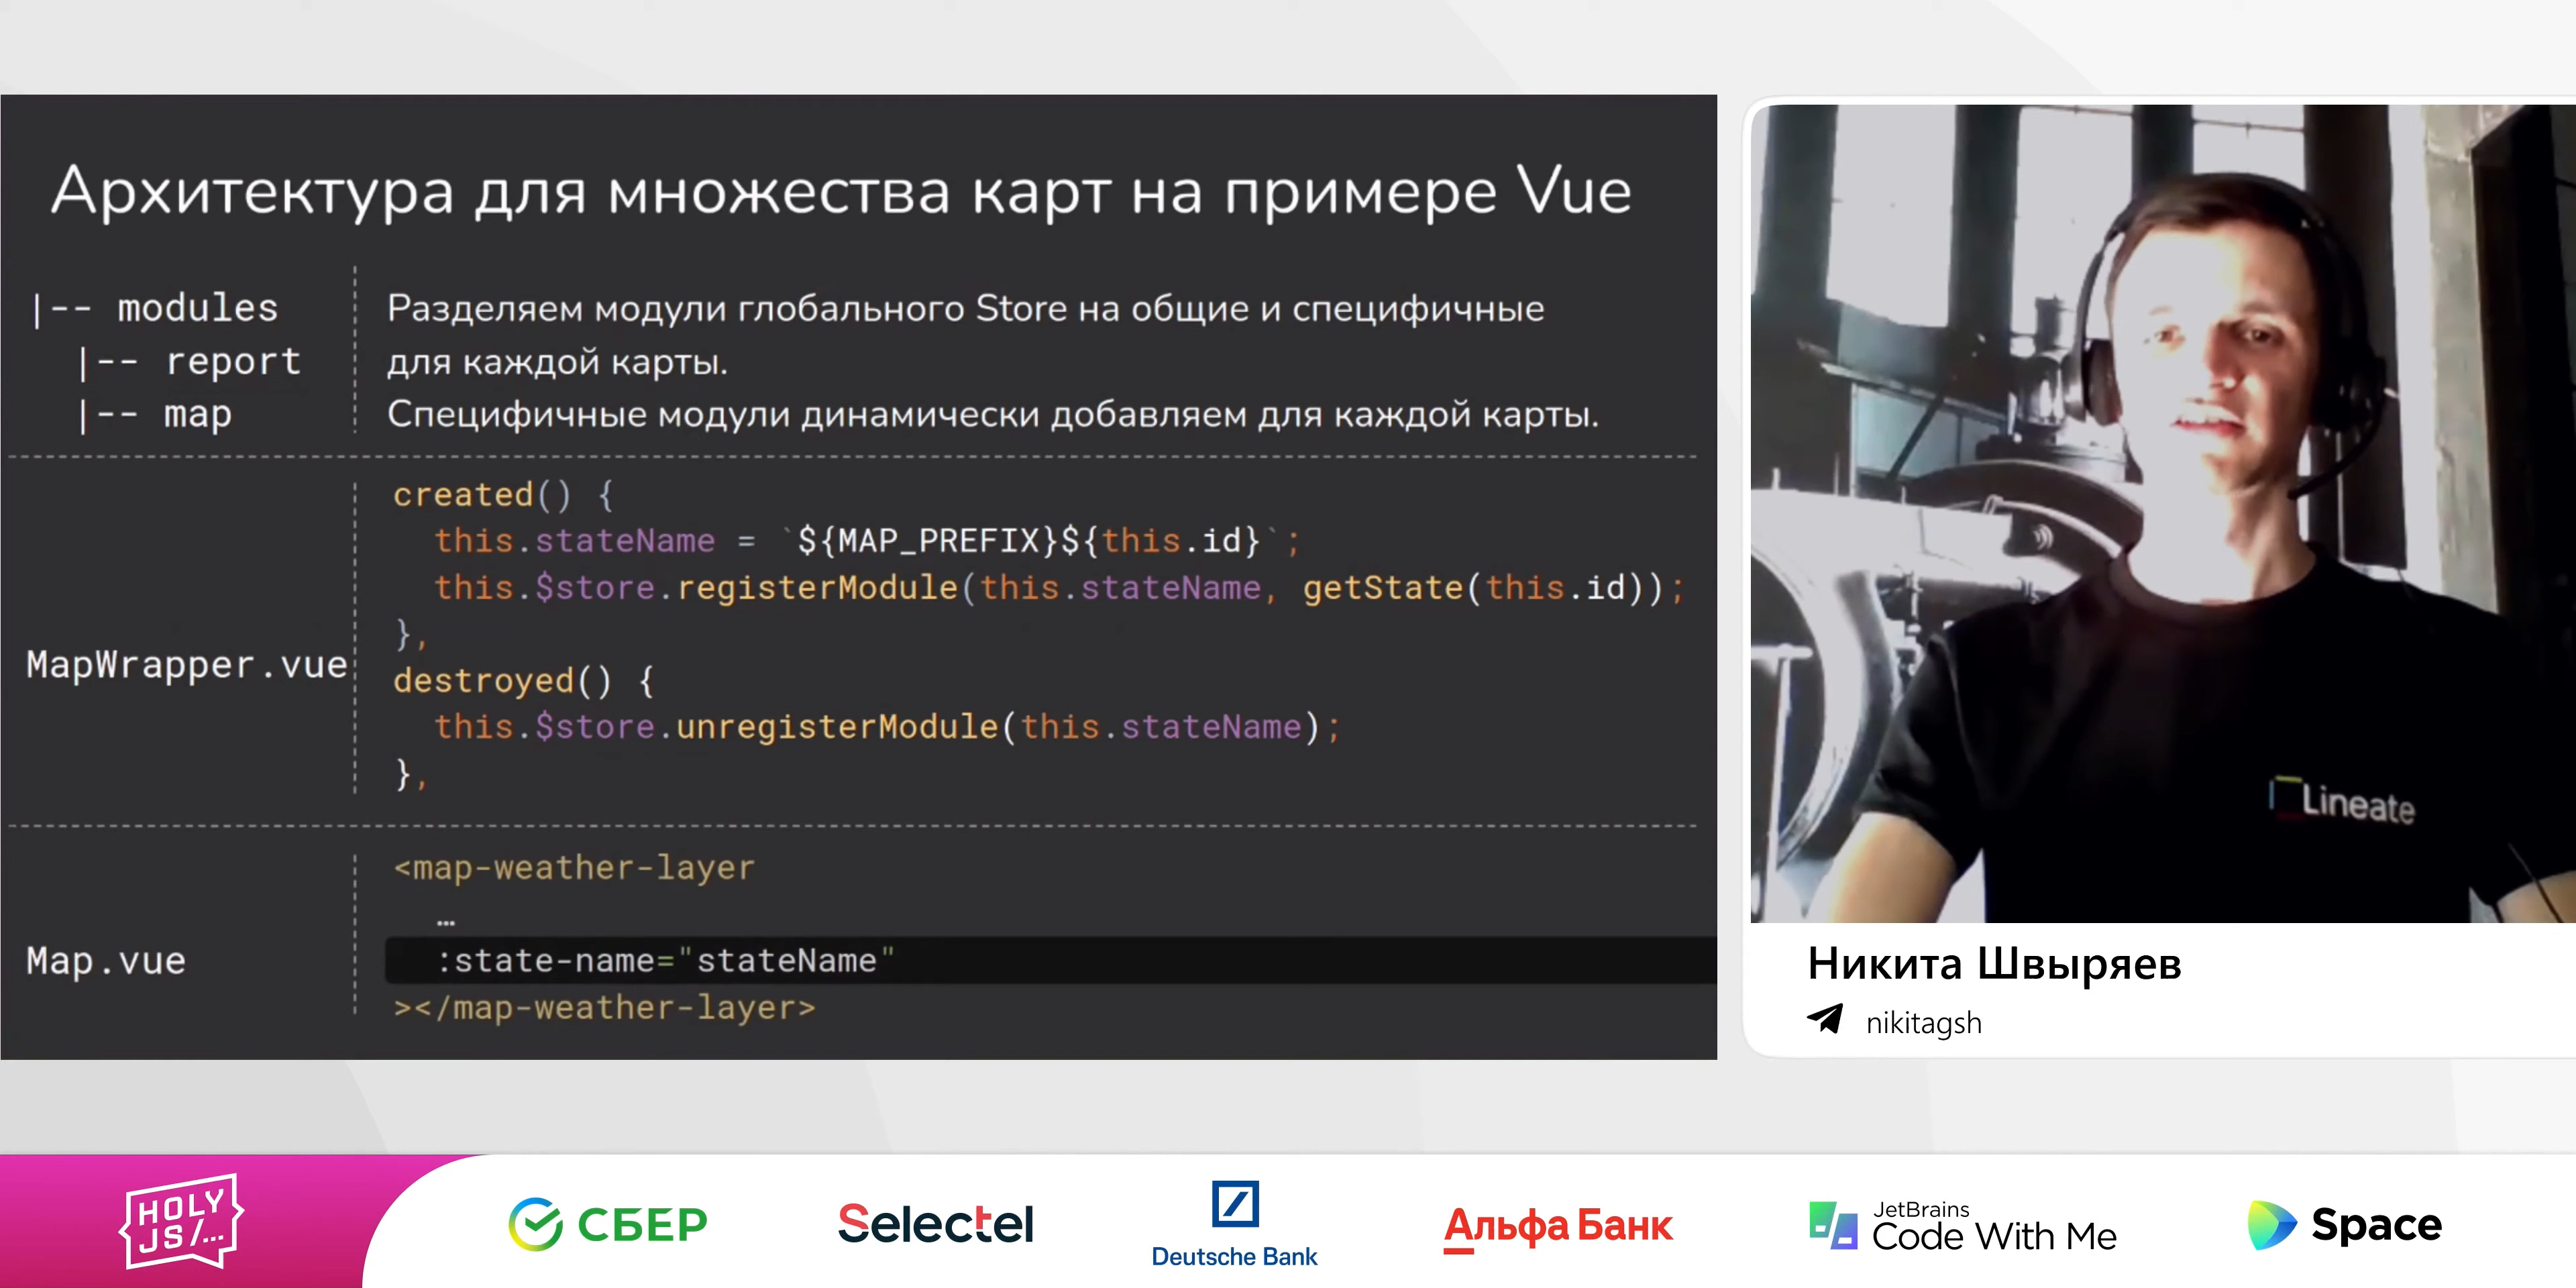 Архитектура для множества карт на примере Vue
|-- modules
|-- report
|-- map
Разделяем модули глобального Store на общие и специфичные
для каждой карты.
Специфичные модули динамически добавляем для каждой карты.
MapWrapper.vue
created() {
this.stateName = `${MAP_PREFIX}${this.id}`;
this.$store.registerModule(this.stateName, getState(this.id));
},
destroyed() {
this.$store.unregisterModule(this.stateName);
},
Map.vue
<map-weather-layer
…
:state-name="stateName"
></map-weather-layer>
Lineate
Никита Швыряев
nikitagsh
HOLY
JS/...
СБЕР
Selectel
Deutsche Bank
Альфа Банк
JetBrains
Code With Me
Space